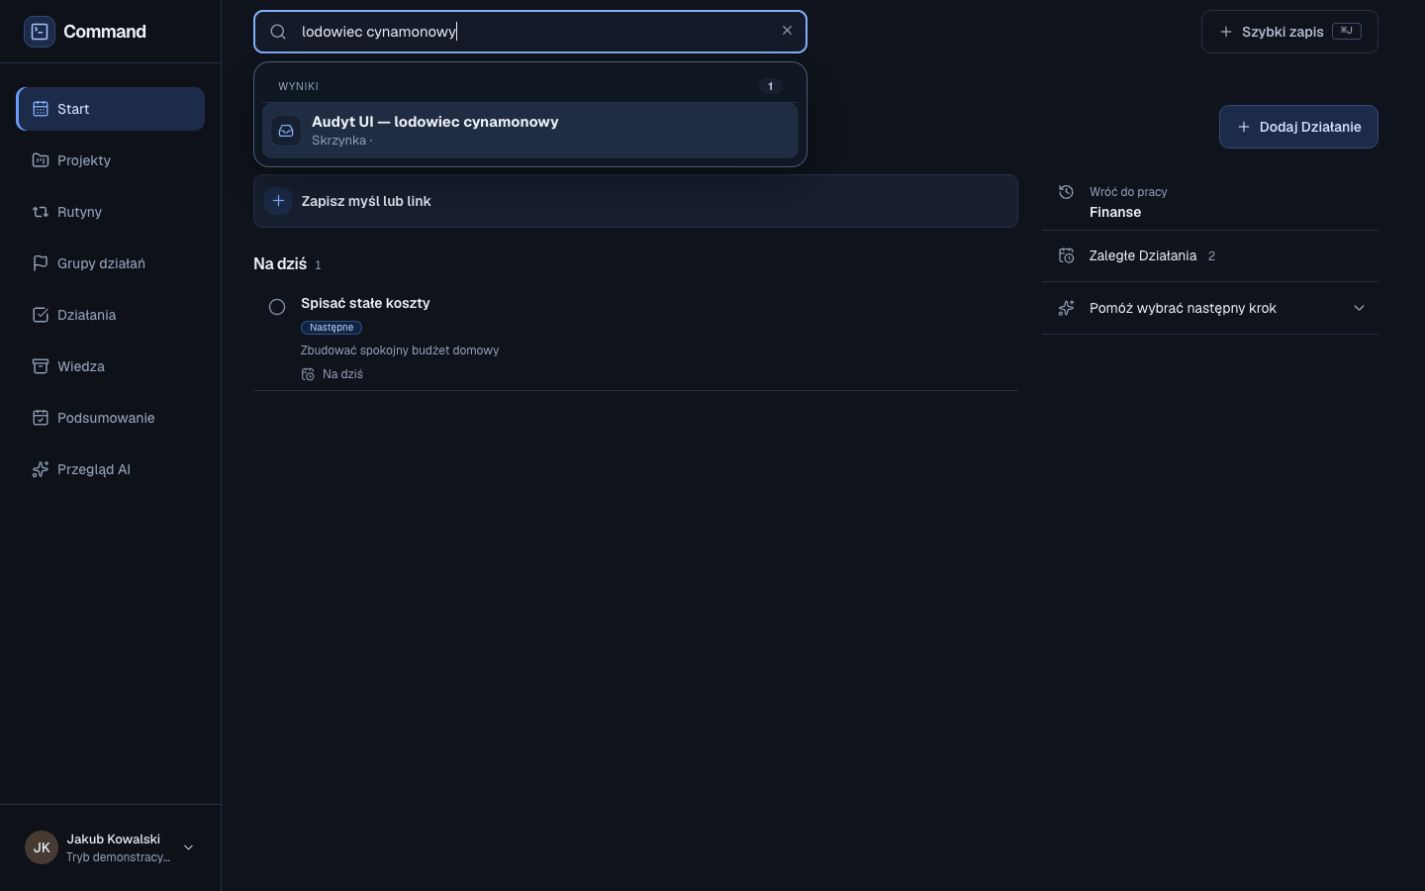 Command
Start
Projekty
Rutyny
Grupy działań
Działania
Wiedza
Podsumowanie
Przegląd AI
JK
Jakub Kowalski
Tryb demonstracy...
lodowiec cynamonowy
WYNIKI 1
Audyt UI — lodowiec cynamonowy
Skrzynka ·
Szybki zapis ⌘J
Dodaj Działanie
Zapisz myśl lub link
Na dziś 1
Spisać stałe koszty
Następne
Zbudować spokojny budżet domowy
Na dziś
Wróć do pracy
Finanse
Zaległe Działania 2
Pomóż wybrać następny krok